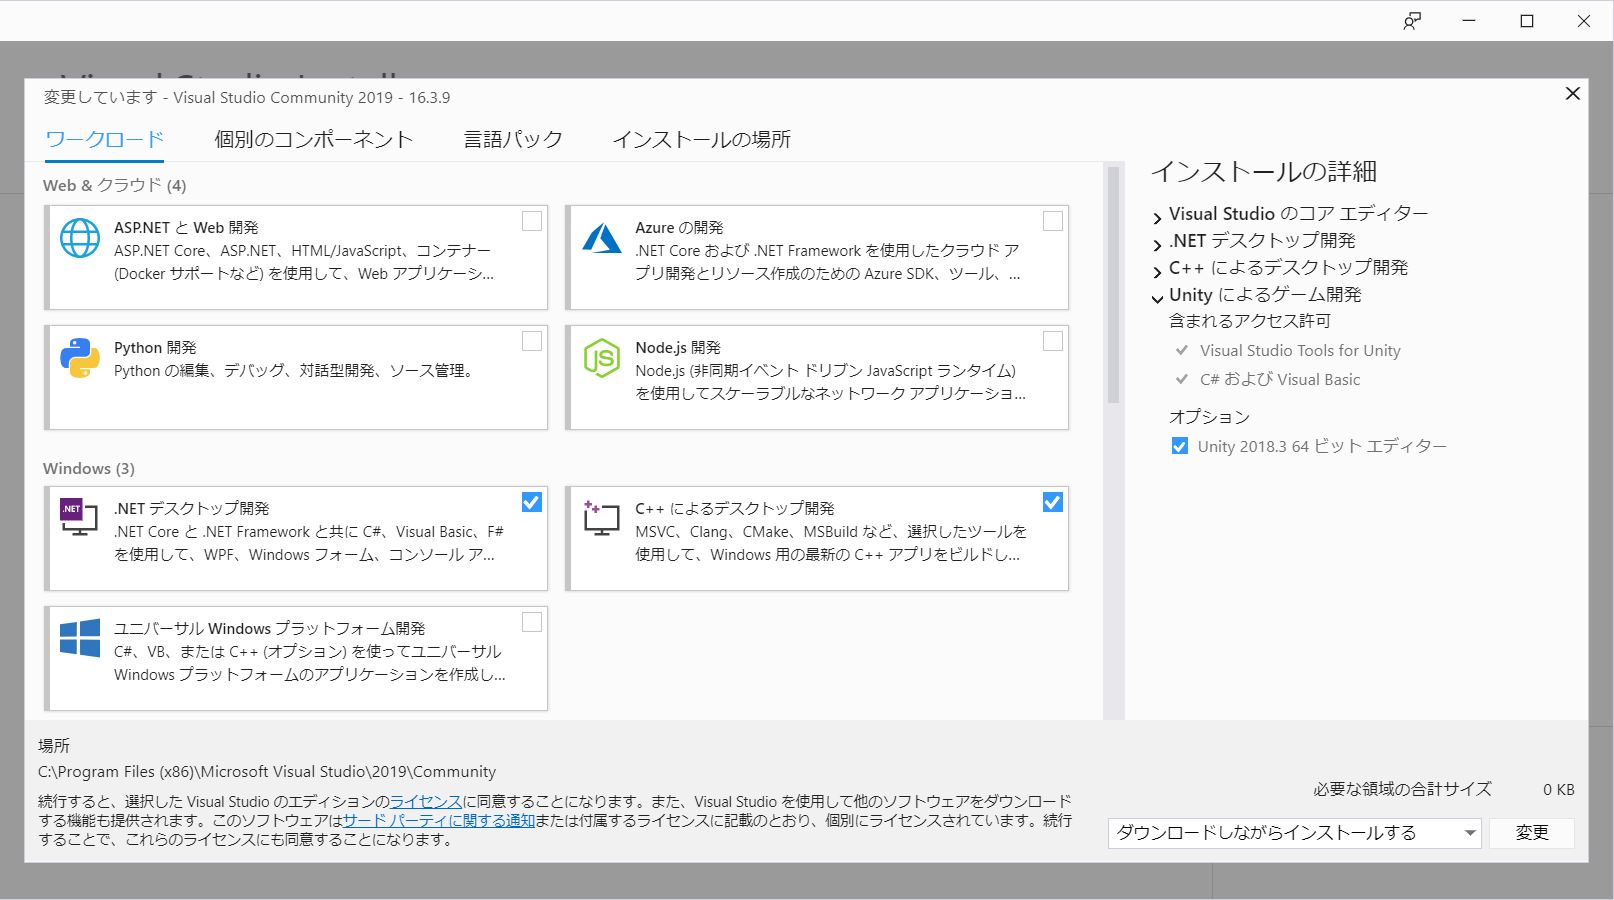 変更しています - Visual Studio Community 2019 - 16.3.9
ワークロード
個別のコンポーネント
言語パック
インストールの場所
Web & クラウド (4)
ASP.NET と Web 開発
ASP.NET Core、ASP.NET、HTML/JavaScript、コンテナー
(Docker サポートなど) を使用して、Web アプリケーシ...
Azure の開発
.NET Core および .NET Framework を使用したクラウド ア
プリ開発とリソース作成のための Azure SDK、ツール、...
Python 開発
Python の編集、デバッグ、対話型開発、ソース管理。
Node.js 開発
Node.js (非同期イベント ドリブン JavaScript ランタイム)
を使用してスケーラブルなネットワーク アプリケーショ...
Windows (3)
.NET
.NET デスクトップ開発
.NET Core と .NET Framework と共に C#、Visual Basic、F#
を使用して、WPF、Windows フォーム、コンソール ア...
C++ によるデスクトップ開発
MSVC、Clang、CMake、MSBuild など、選択したツールを
使用して、Windows 用の最新の C++ アプリをビルドし...
ユニバーサル Windows プラットフォーム開発
C#、VB、または C++ (オプション) を使ってユニバーサル
Windows プラットフォームのアプリケーションを作成し...
インストールの詳細
Visual Studio のコア エディター
.NET デスクトップ開発
C++ によるデスクトップ開発
Unity によるゲーム開発
含まれるアクセス許可
Visual Studio Tools for Unity
C# および Visual Basic
オプション
Unity 2018.3 64 ビット エディター
場所
C:\Program Files (x86)\Microsoft Visual Studio\2019\Community
続行すると、選択した Visual Studio のエディションのライセンスに同意することになります。また、Visual Studio を使用して他のソフトウェアをダウンロード
する機能も提供されます。このソフトウェアはサード パーティに関する通知または付属するライセンスに記載のとおり、個別にライセンスされています。続行
することで、これらのライセンスにも同意することになります。
必要な領域の合計サイズ 0 KB
ダウンロードしながらインストールする
変更